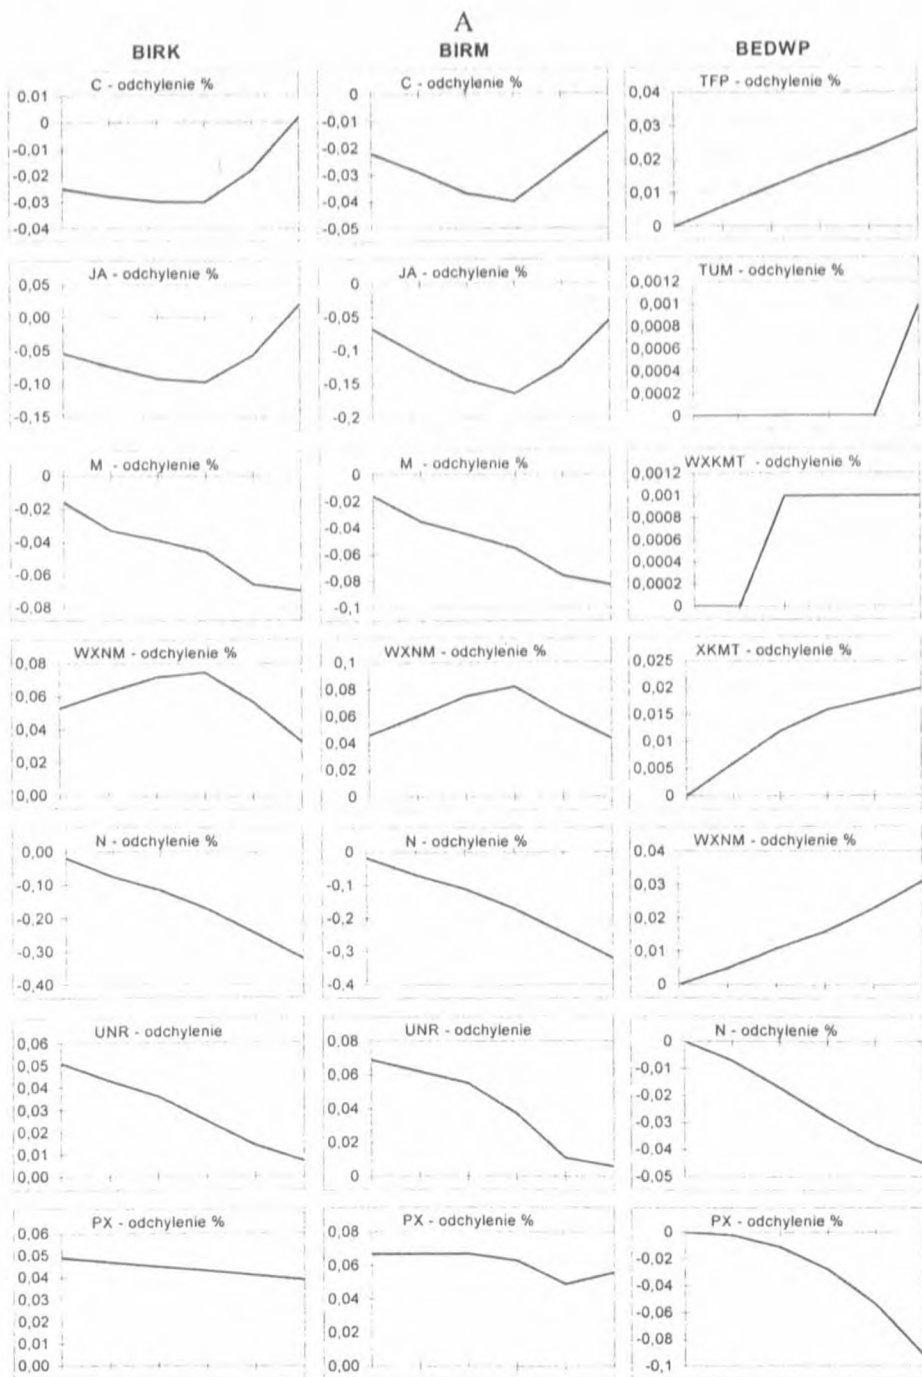 A
BIRK BIRM BEDWP
C - odchylenie % C - odchylenie % TFP - odchylenie %
0,01 0 0,04
0 -0,01 0,03
-0,01 -0,02 0,02
-0,02 -0,03 0,01
-0,03 -0,04 0
-0,04 -0,05
JA - odchylenie % JA - odchylenie % TUM - odchylenie %
0,05 0 0,0012
0,00 -0,05 0,001
-0,05 -0,1 0,0008
-0,10 -0,15 0,0006
-0,15 -0,2 0,0004
0,0002
0
M - odchylenie % M - odchylenie % WXKMT - odchylenie %
0 0 0,0012
-0,02 -0,02 0,001
-0,04 -0,04 0,0008
-0,06 -0,06 0,0006
-0,08 -0,08 0,0004
-0,1 0,0002
0
WXNM - odchylenie % WXNM - odchylenie % XKMT - odchylenie %
0,08 0,1 0,025
0,06 0,08 0,02
0,04 0,06 0,015
0,02 0,04 0,01
0,00 0,02 0,005
0 0
N - odchylenie % N - odchylenie % WXNM - odchylenie %
0,00 0 0,04
-0,10 -0,1 0,03
-0,20 -0,2 0,02
-0,30 -0,3 0,01
-0,40 -0,4 0
UNR - odchylenie UNR - odchylenie N - odchylenie %
0,06 0,08 0
0,05 0,06 -0,01
0,04 0,04 -0,02
0,03 0,02 -0,03
0,02 0 -0,04
0,01 -0,05
0,00
PX - odchylenie % PX - odchylenie % PX - odchylenie %
0,06 0,08 0
0,05 0,06 -0,02
0,04 0,04 -0,04
0,03 0,02 -0,06
0,02 0,00 -0,08
0,01 -0,1
0,00